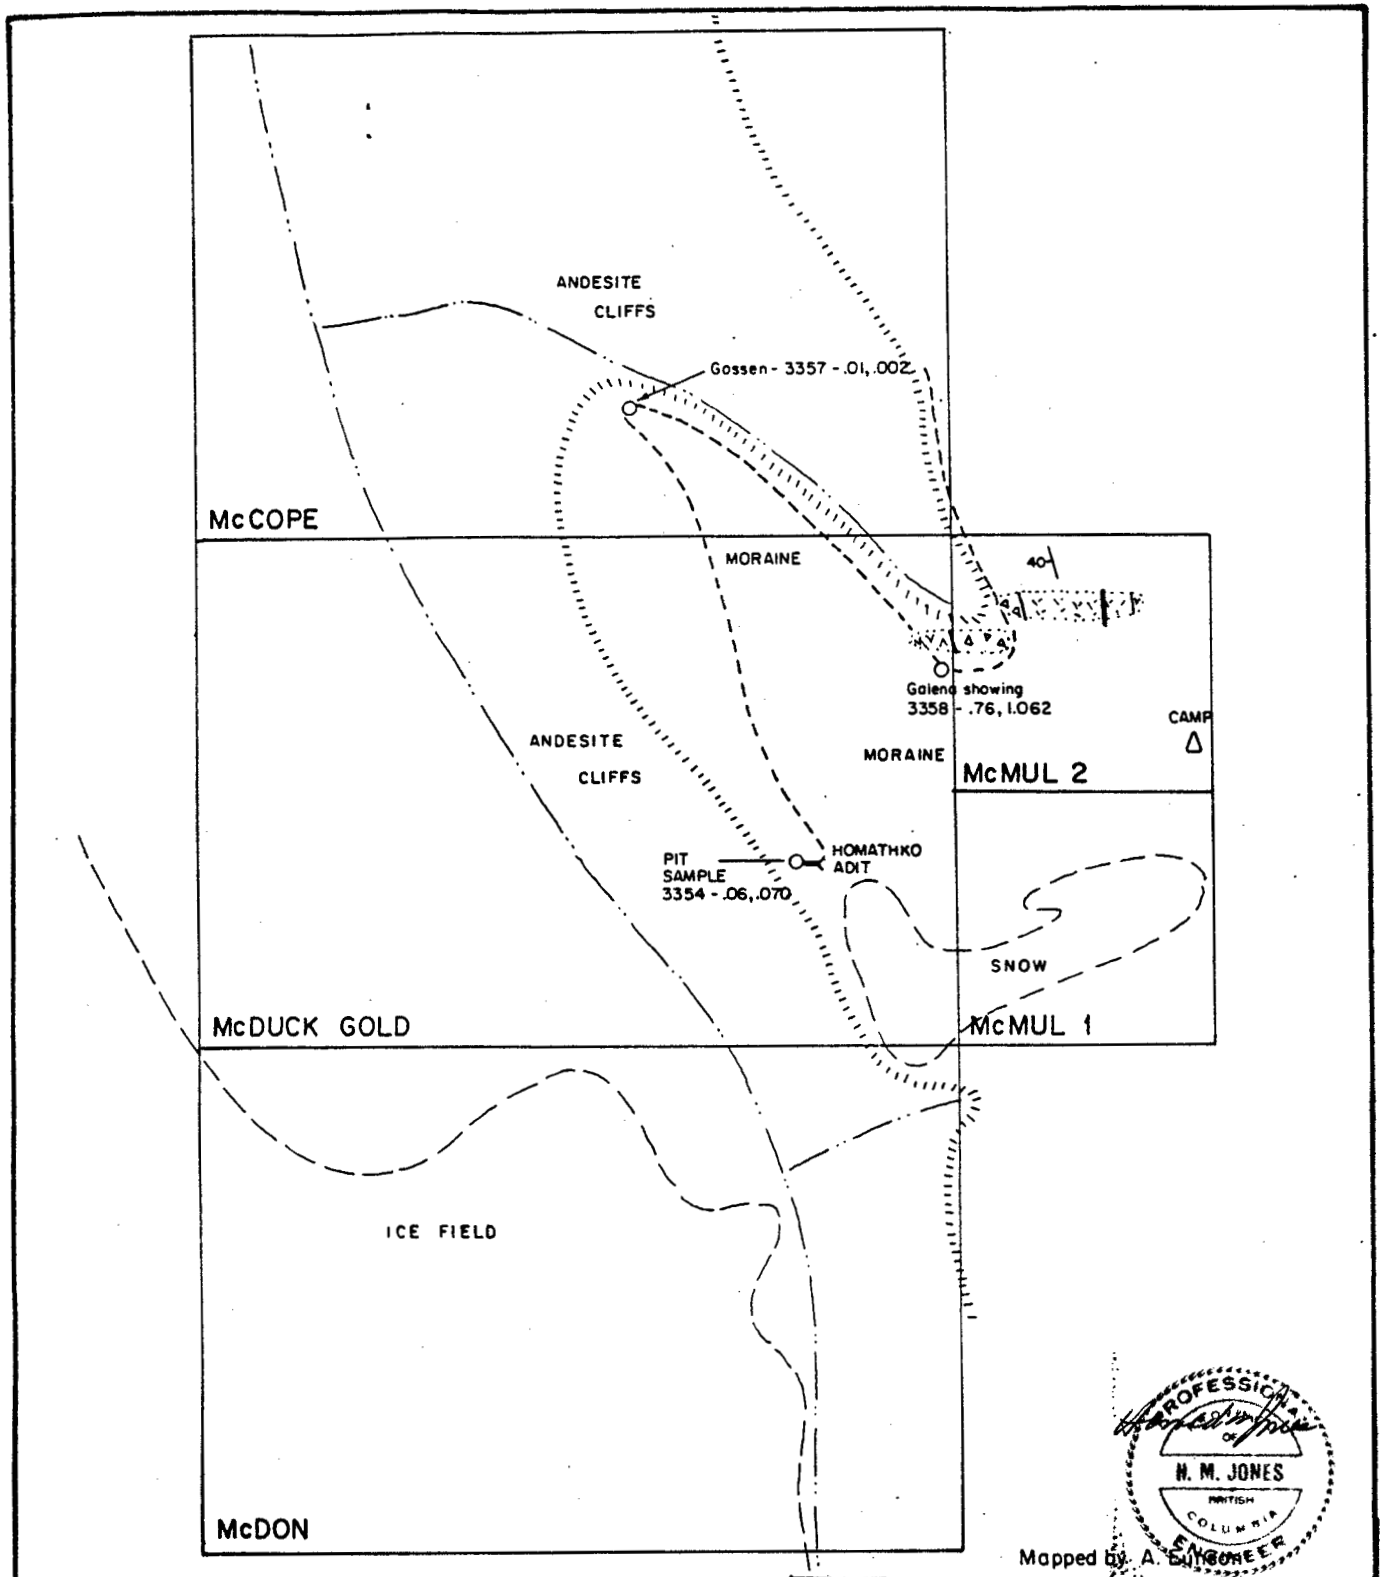 ANDESITE
CLIFFS
Gossen - 3357 - .01, .002
McCOPE
MORAINE
40
Galena showing
3358 - .76, 1.062
CAMP
ANDESITE
CLIFFS
MORAINE
McMUL 2
PIT
SAMPLE
3354 - .06, .070
HOMATHKO
ADIT
SNOW
McDUCK GOLD
McMUL 1
ICE FIELD
PROFESSIONAL
OF
H. M. JONES
BRITISH
COLUMBIA
ENGINEER
McDON
Mapped by A.